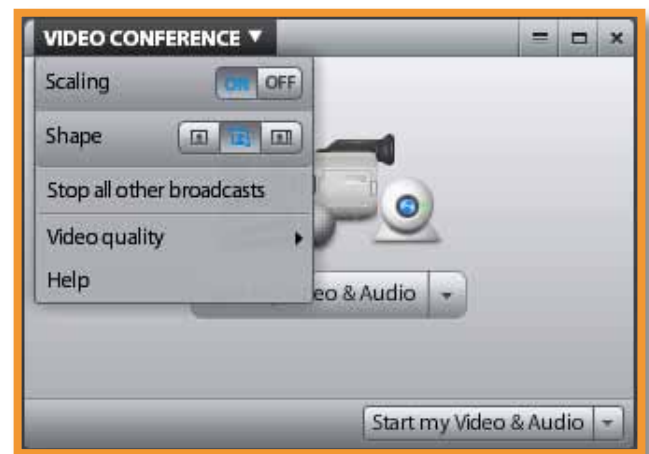 VIDEO CONFERENCE
Scaling ON OFF
Shape
Stop all other broadcasts
Video quality
Help
eo & Audio
Start my Video & Audio